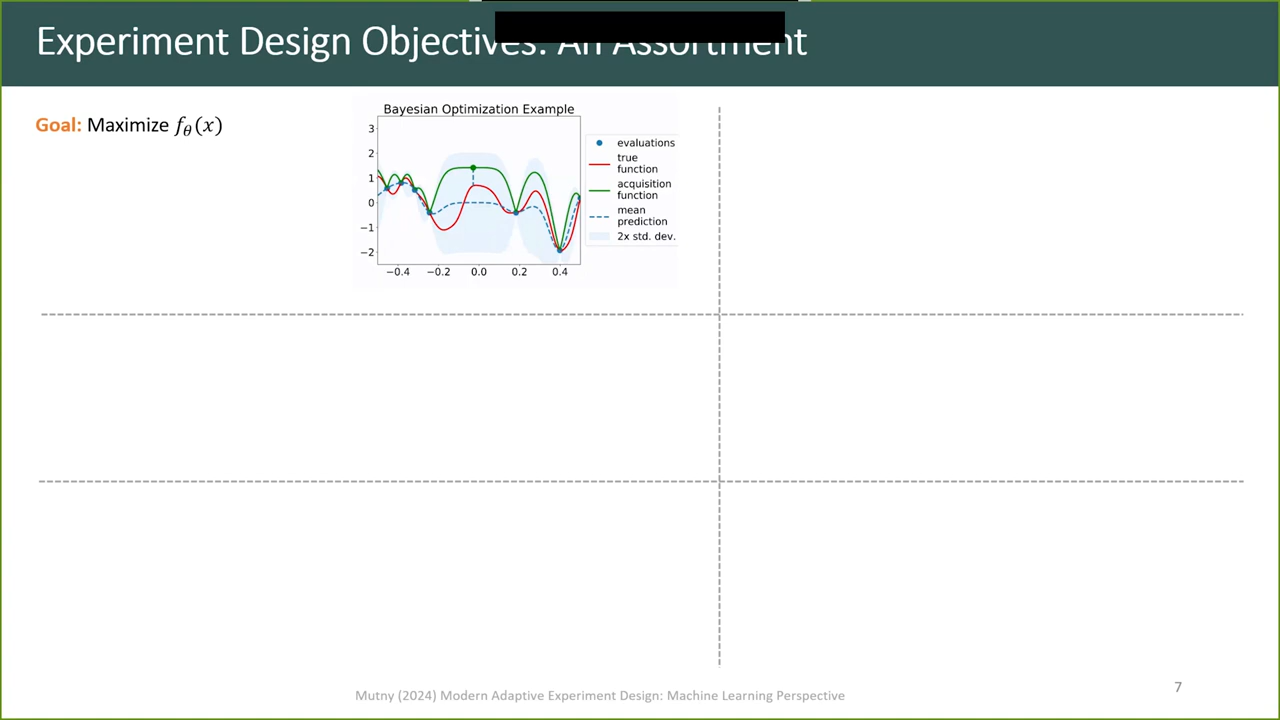 Experiment Design Objectives: An Assortment
Goal: Maximize f_θ(x)
Bayesian Optimization Example
3
2
1
0
−1
−2
−0.4 −0.2 0.0 0.2 0.4
evaluations
true
function
acquisition
function
mean
prediction
2x std. dev.
Mutny (2024) Modern Adaptive Experiment Design: Machine Learning Perspective
7